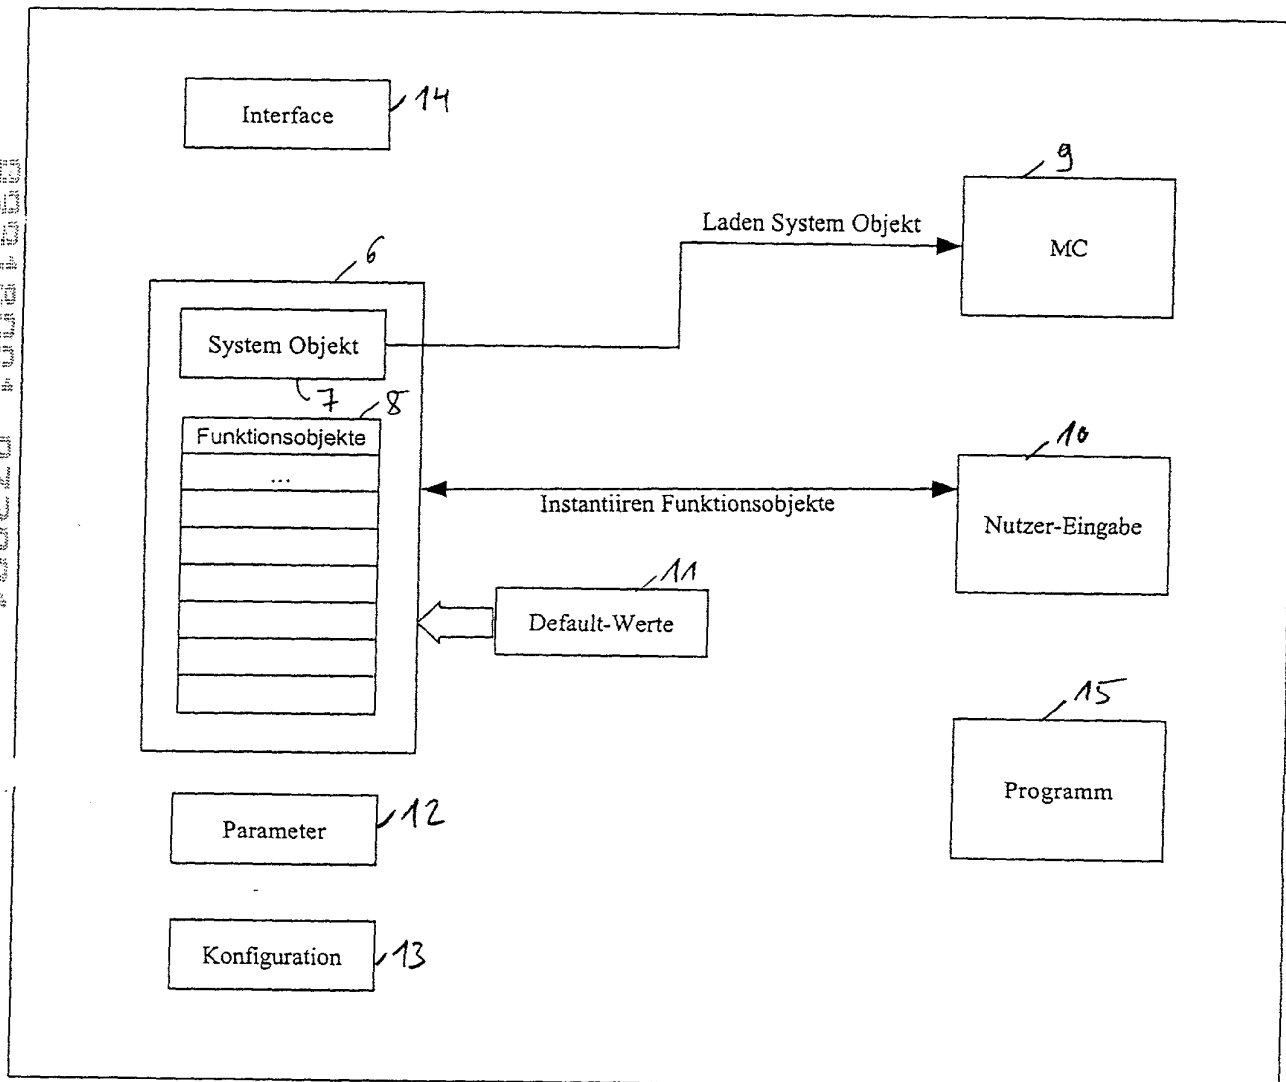 Interface
14
9
Laden System Objekt
MC
6
System Objekt
7
8
Funktionsobjekte
...
10
Instantiiren Funktionsobjekte
Nutzer-Eingabe
11
Default-Werte
15
Programm
Parameter
12
Konfiguration
13